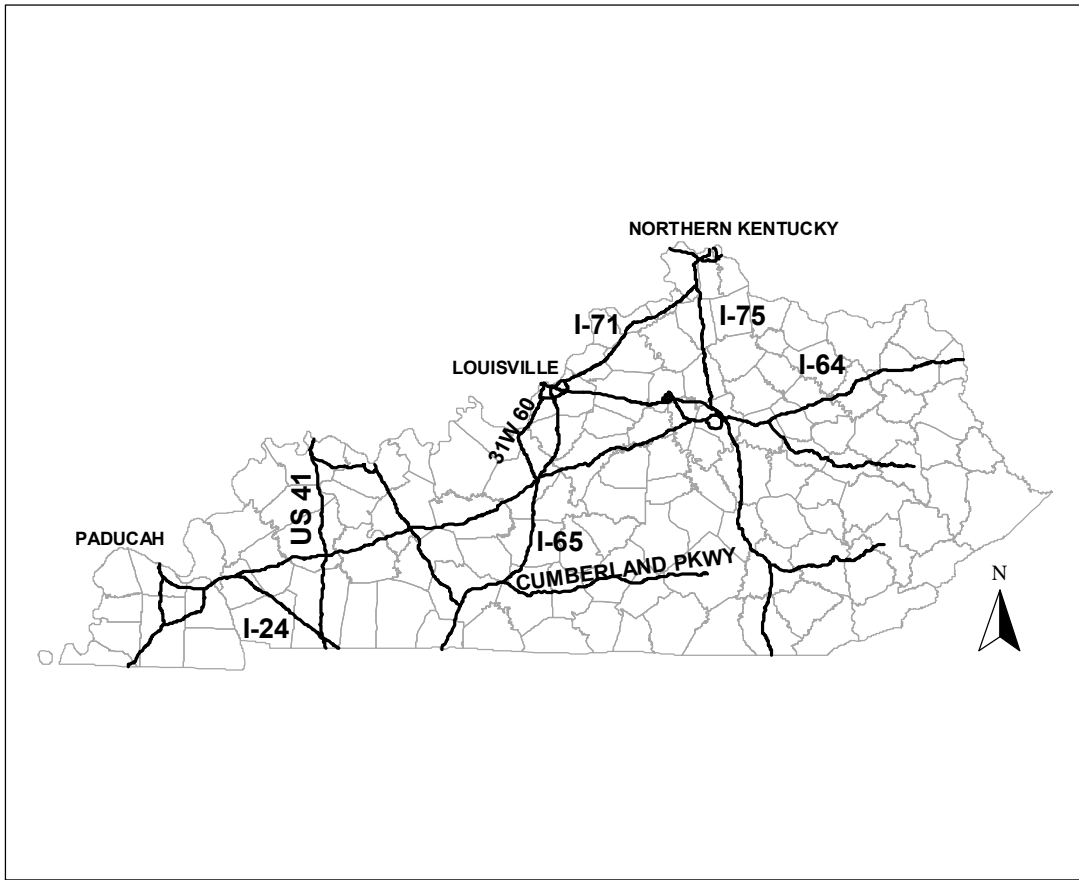 NORTHERN KENTUCKY
I-75
I-71
I-64
LOUISVILLE
31W 60
US 41
PADUCAH
I-65
CUMBERLAND PKWY
N
I-24